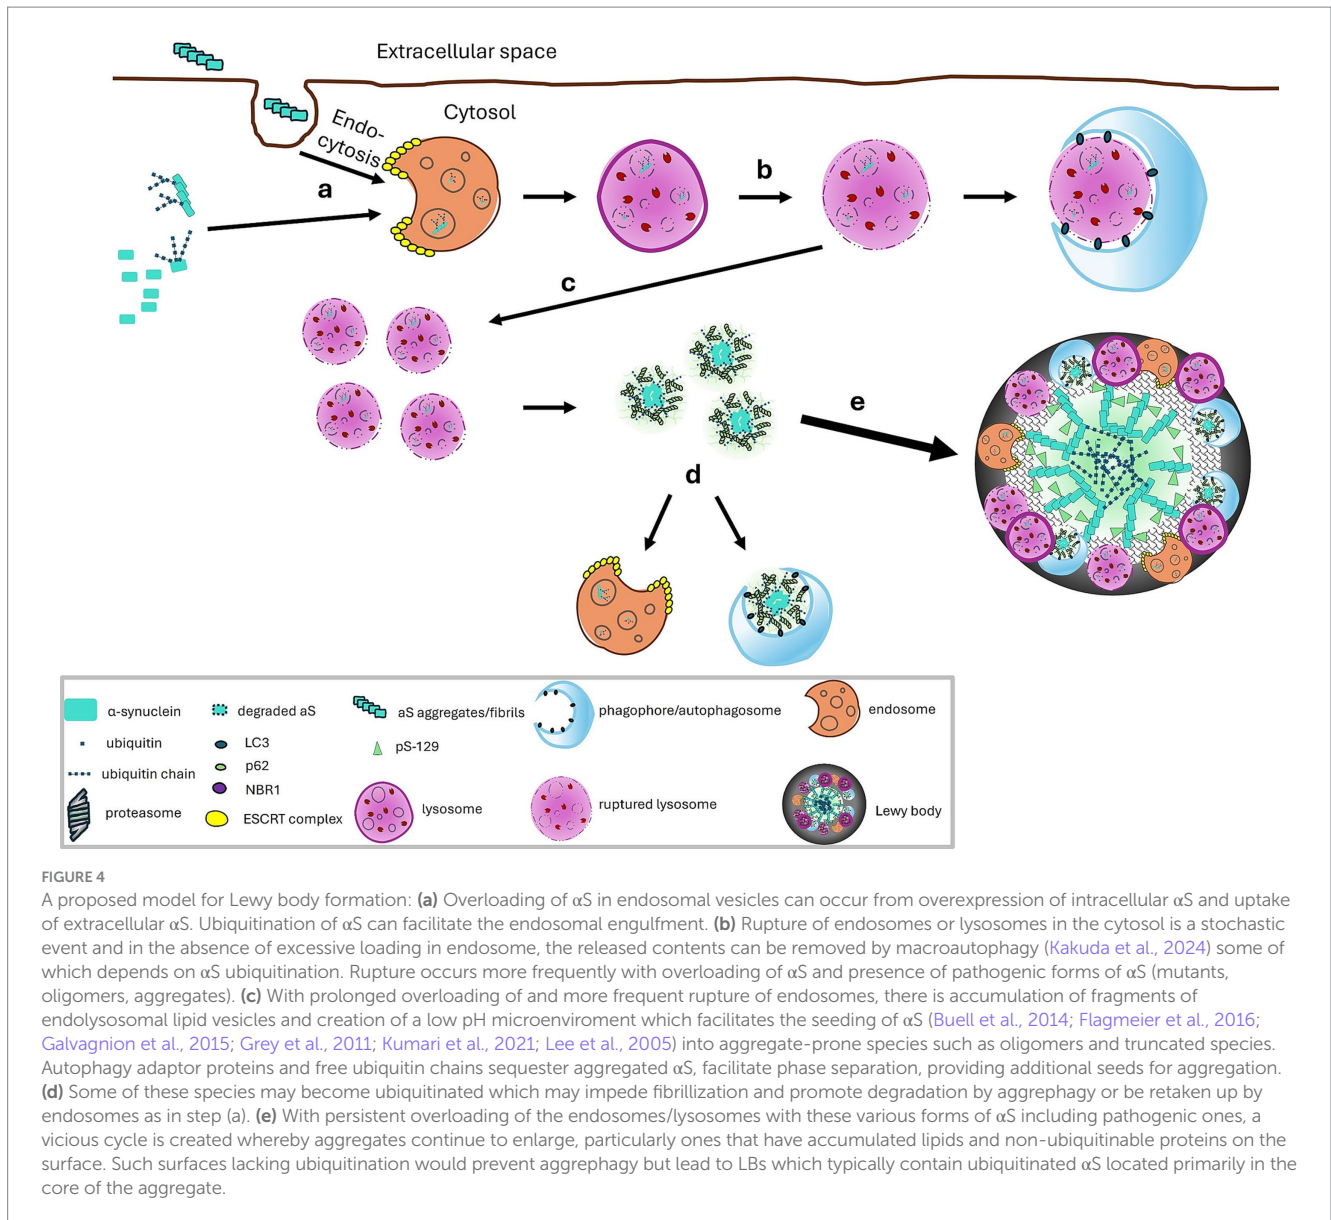 Extracellular space
Endo-
cytosis
Cytosol
a
b
c
d
e
α-synuclein
degraded aS
aS aggregates/fibrils
phagophore/autophagosome
endosome
ubiquitin
LC3
pS-129
ubiquitin chain
p62
NBR1
proteasome
ESCRT complex
lysosome
ruptured lysosome
Lewy body
FIGURE 4
A proposed model for Lewy body formation: (a) Overloading of αS in endosomal vesicles can occur from overexpression of intracellular αS and uptake
of extracellular αS. Ubiquitination of αS can facilitate the endosomal engulfment. (b) Rupture of endosomes or lysosomes in the cytosol is a stochastic
event and in the absence of excessive loading in endosome, the released contents can be removed by macroautophagy (Kakuda et al., 2024) some of
which depends on αS ubiquitination. Rupture occurs more frequently with overloading of αS and presence of pathogenic forms of αS (mutants,
oligomers, aggregates). (c) With prolonged overloading of and more frequent rupture of endosomes, there is accumulation of fragments of
endolysosomal lipid vesicles and creation of a low pH microenviroment which facilitates the seeding of αS (Buell et al., 2014; Flagmeier et al., 2016;
Galvagnion et al., 2015; Grey et al., 2011; Kumari et al., 2021; Lee et al., 2005) into aggregate-prone species such as oligomers and truncated species.
Autophagy adaptor proteins and free ubiquitin chains sequester aggregated αS, facilitate phase separation, providing additional seeds for aggregation.
(d) Some of these species may become ubiquitinated which may impede fibrillization and promote degradation by aggrephagy or be retaken up by
endosomes as in step (a). (e) With persistent overloading of the endosomes/lysosomes with these various forms of αS including pathogenic ones, a
vicious cycle is created whereby aggregates continue to enlarge, particularly ones that have accumulated lipids and non-ubiquitinable proteins on the
surface. Such surfaces lacking ubiquitination would prevent aggrephagy but lead to LBs which typically contain ubiquitinated αS located primarily in the
core of the aggregate.